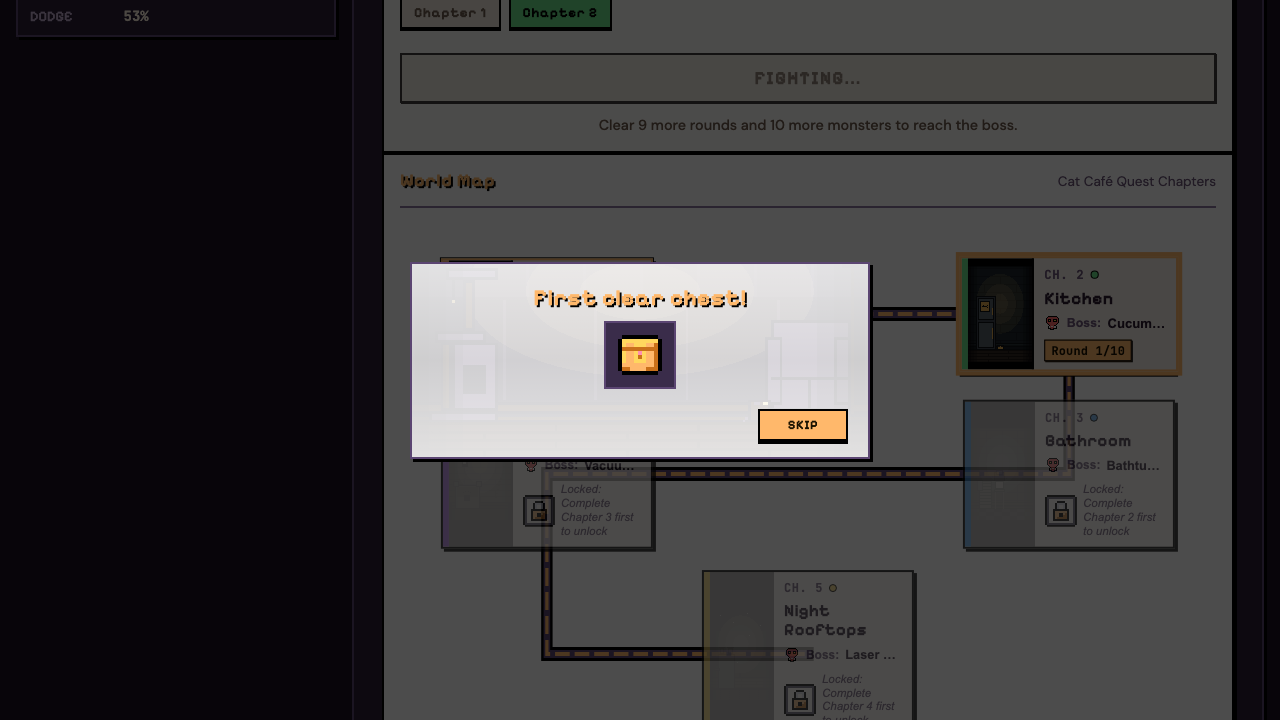 DODGE 53%
Chapter 1 Chapter 2
FIGHTING...
Clear 9 more rounds and 10 more monsters to reach the boss.
World Map
Cat Café Quest Chapters
First clear chest!
SKIP
CH. 2
Kitchen
Boss: Cucum...
Round 1/10
CH. 3
Bathroom
Boss: Bathtu...
Locked:
Complete
Chapter 2 first
to unlock
Boss: Vacuu...
Locked:
Complete
Chapter 3 first
to unlock
CH. 5
Night
Rooftops
Boss: Laser ...
Locked:
Complete
Chapter 4 first
to unlock